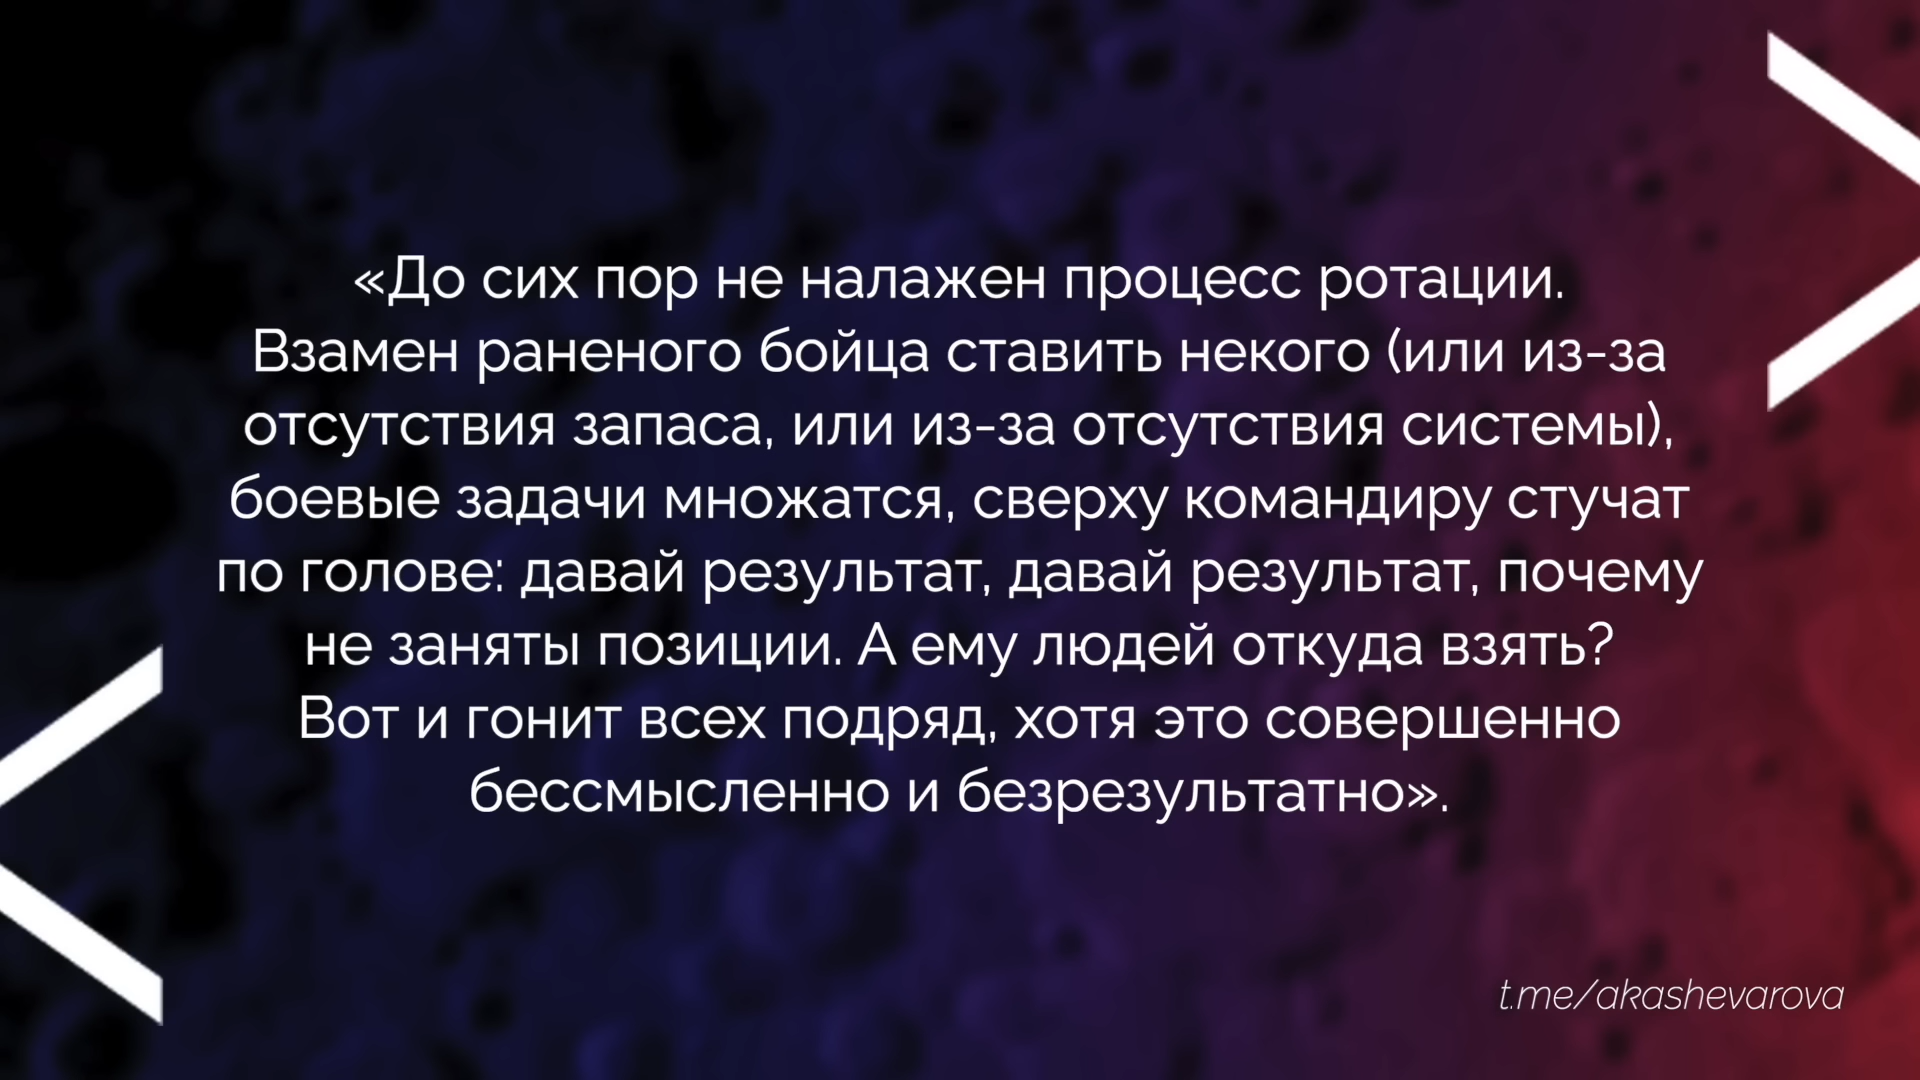 «До сих пор не налажен процесс ротации.
Взамен раненого бойца ставить некого (или из-за
отсутствия запаса, или из-за отсутствия системы),
боевые задачи множатся, сверху командиру стучат
по голове: давай результат, давай результат, почему
не заняты позиции. А ему людей откуда взять?
Вот и гонит всех подряд, хотя это совершенно
бессмысленно и безрезультатно».
t.me/akashevarova